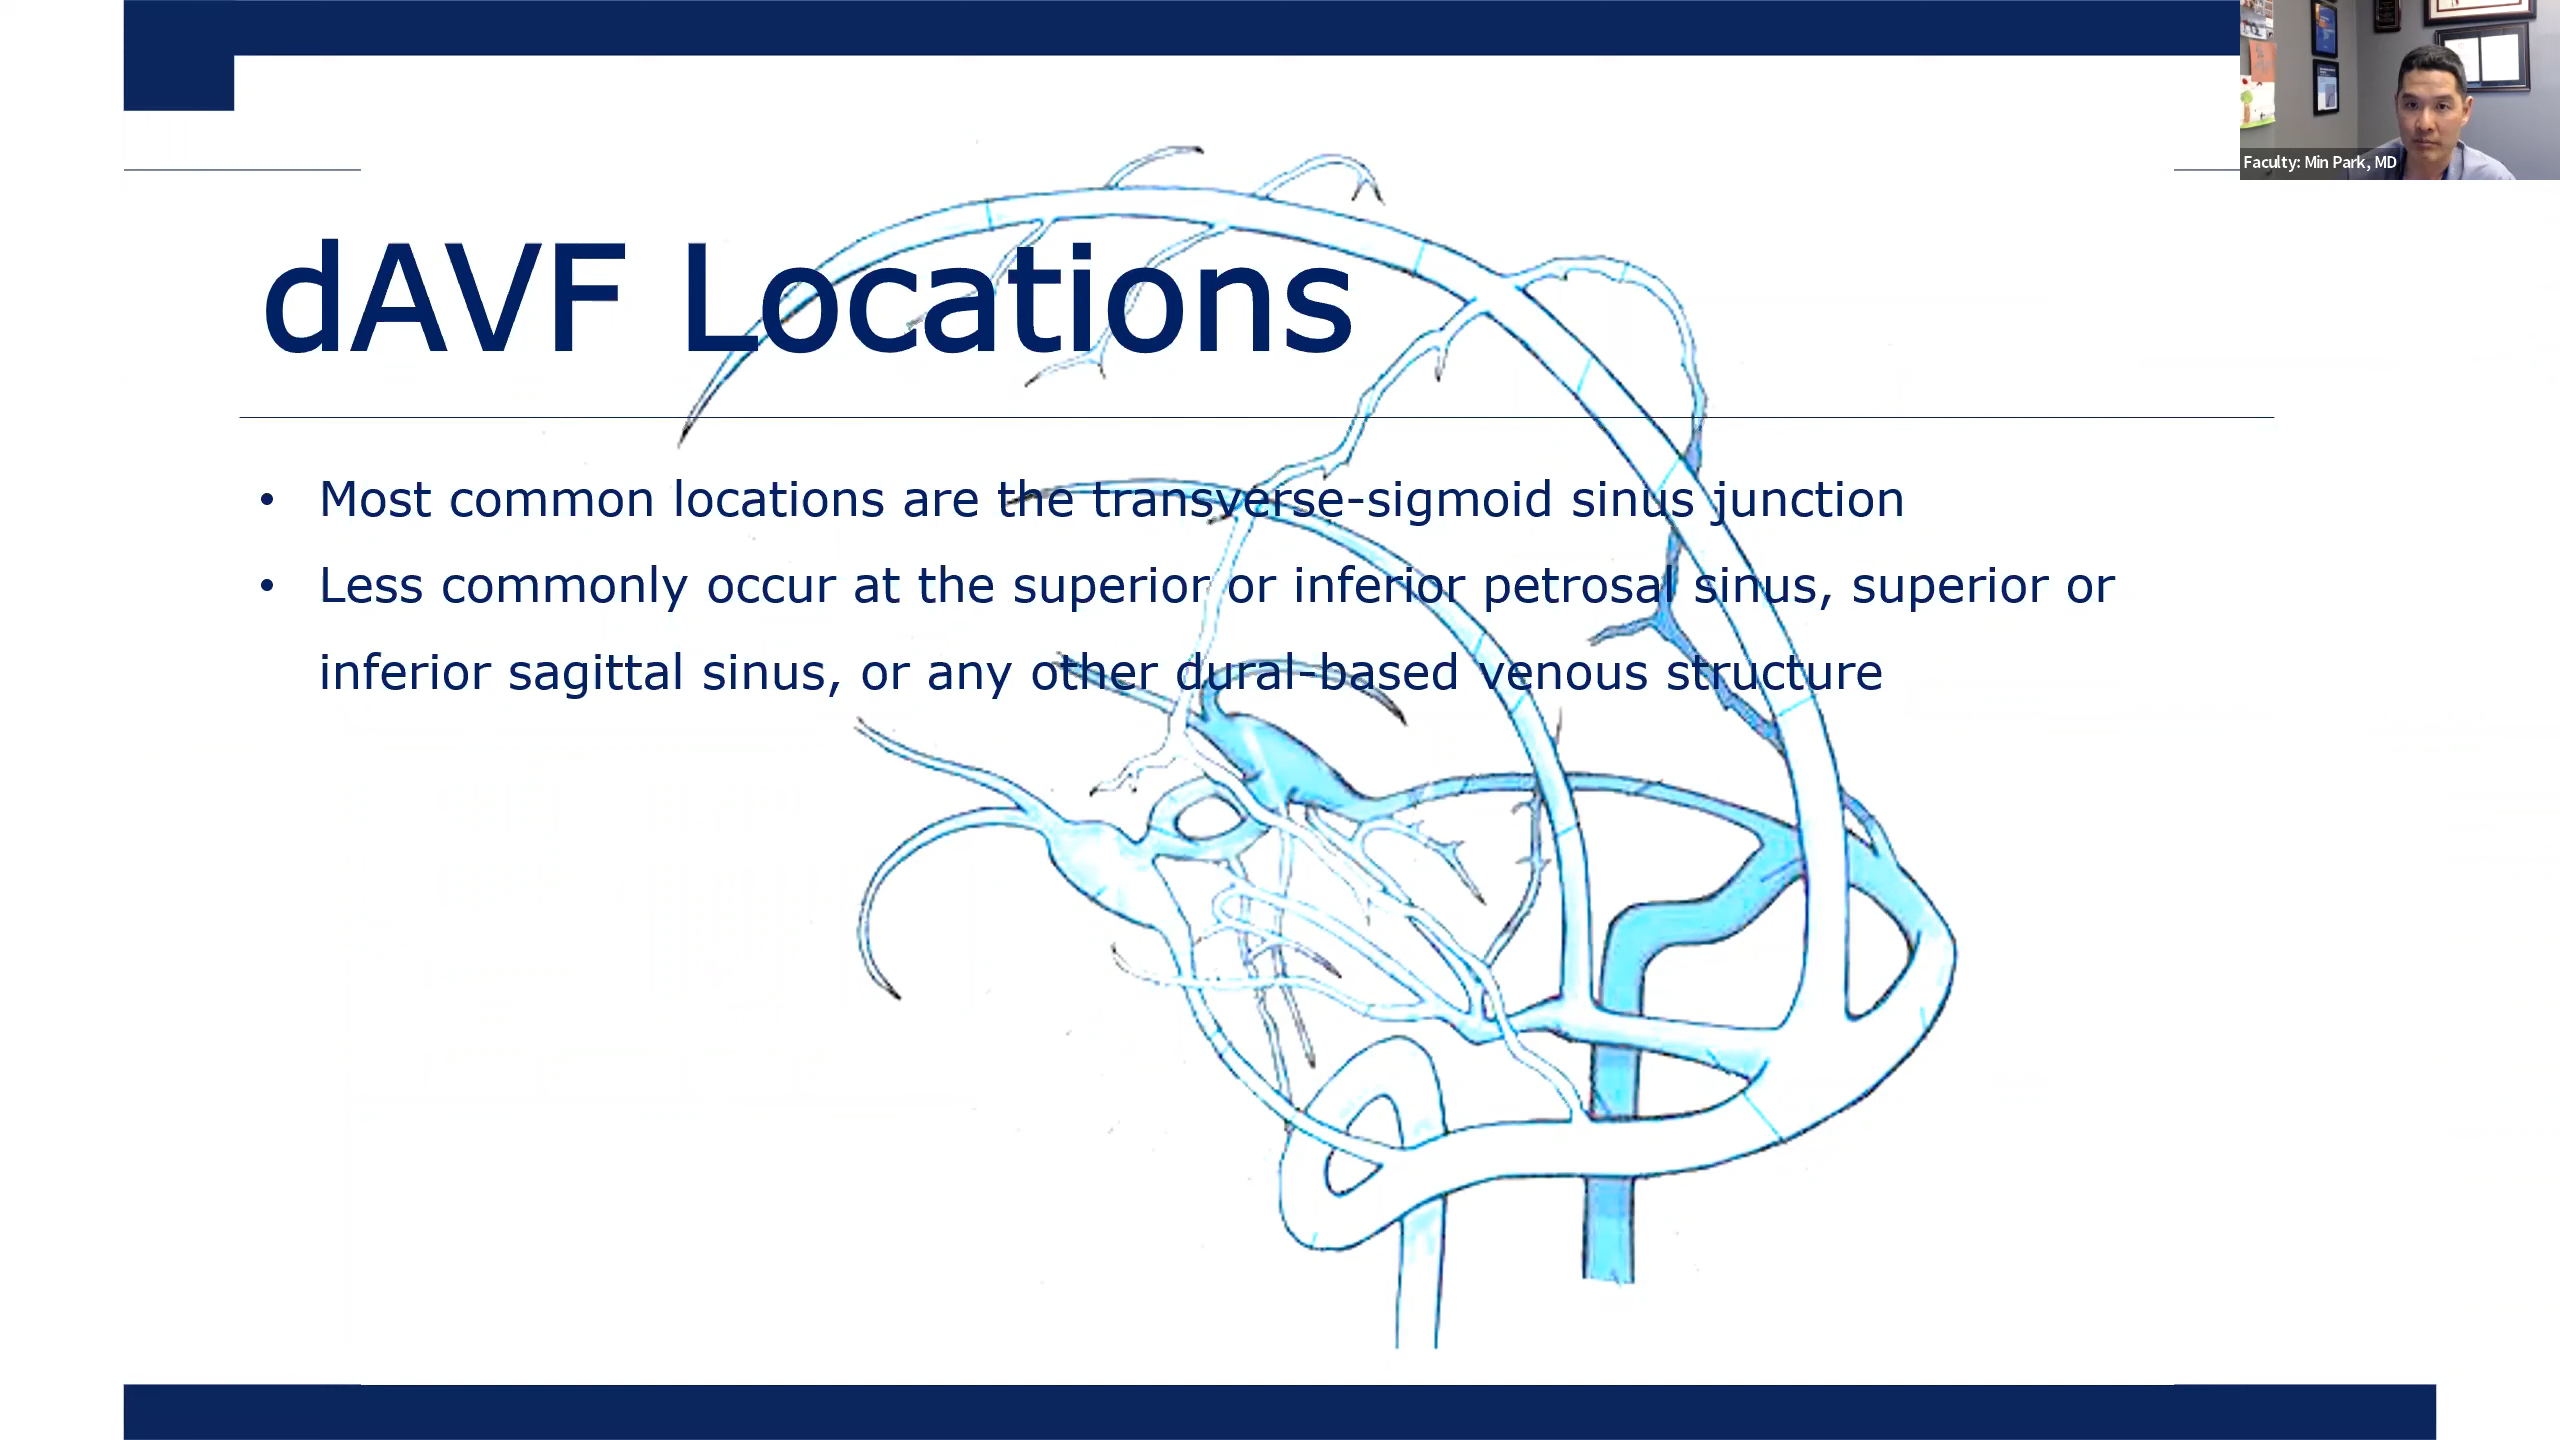 Faculty: Min Park, MD
dAVF Locations
• Most common locations are the transverse-sigmoid sinus junction
• Less commonly occur at the superior or inferior petrosal sinus, superior or
inferior sagittal sinus, or any other dural-based venous structure